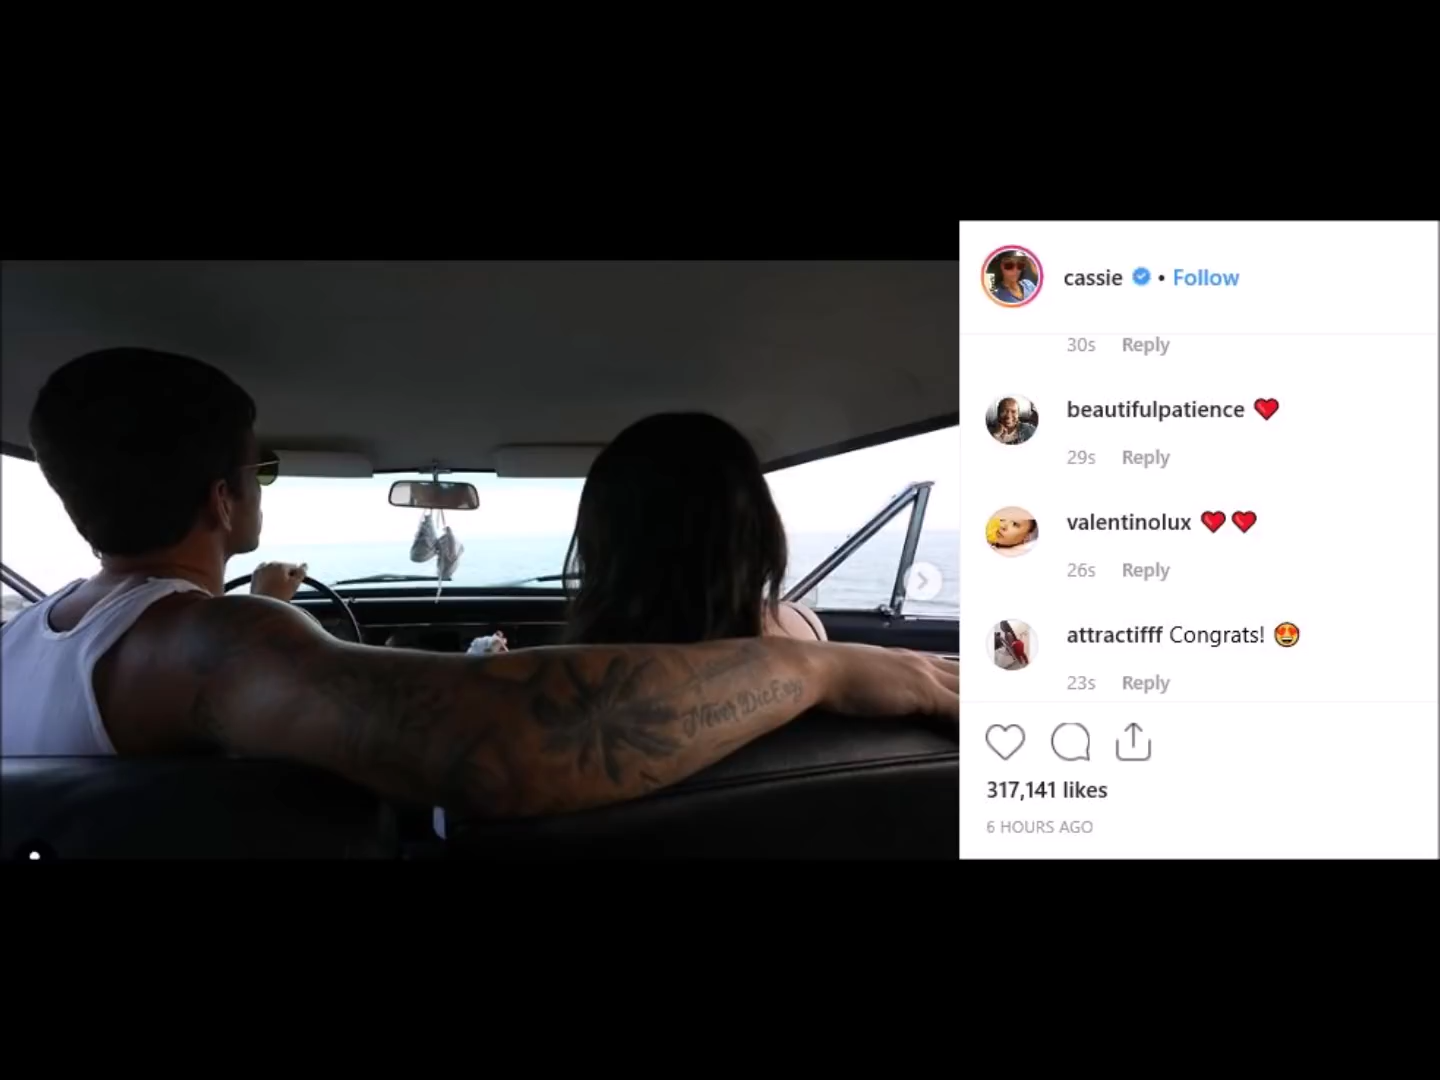 cassie • Follow
30s Reply
beautifulpatience ❤️
29s Reply
valentinolux ❤️❤️
26s Reply
attractifff Congrats! 😍
23s Reply
317,141 likes
6 HOURS AGO
Never Die Easy